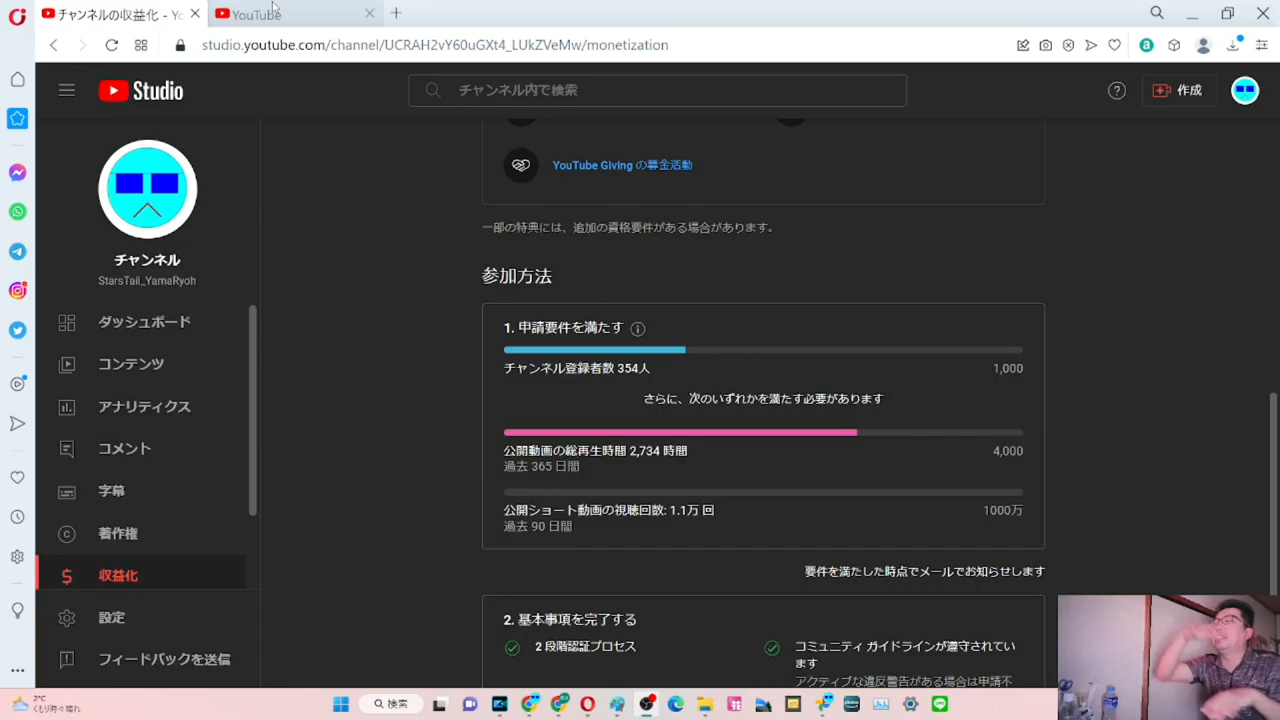 チャンネルの収益化 - Yo
YouTube
studio.youtube.com/channel/UCRAH2vY60uGXt4_LUkZVeMw/monetization
Studio
チャンネル内で検索
作成
チャンネル
StarsTail_YamaRyoh
ダッシュボード
コンテンツ
アナリティクス
コメント
字幕
著作権
収益化
設定
フィードバックを送信
YouTube Giving の募金活動
一部の特典には、追加の資格要件がある場合があります。
参加方法
1. 申請要件を満たす
チャンネル登録者数 354人
1,000
さらに、次のいずれかを満たす必要があります
公開動画の総再生時間 2,734 時間
4,000
過去 365 日間
公開ショート動画の視聴回数: 1.1万 回
1000万
過去 90 日間
要件を満たした時点でメールでお知らせします
2. 基本事項を完了する
2 段階認証プロセス
コミュニティ ガイドラインが遵守されてい
ます
アクティブな違反警告がある場合は申請不
2℃
くもり時々晴れ
検索